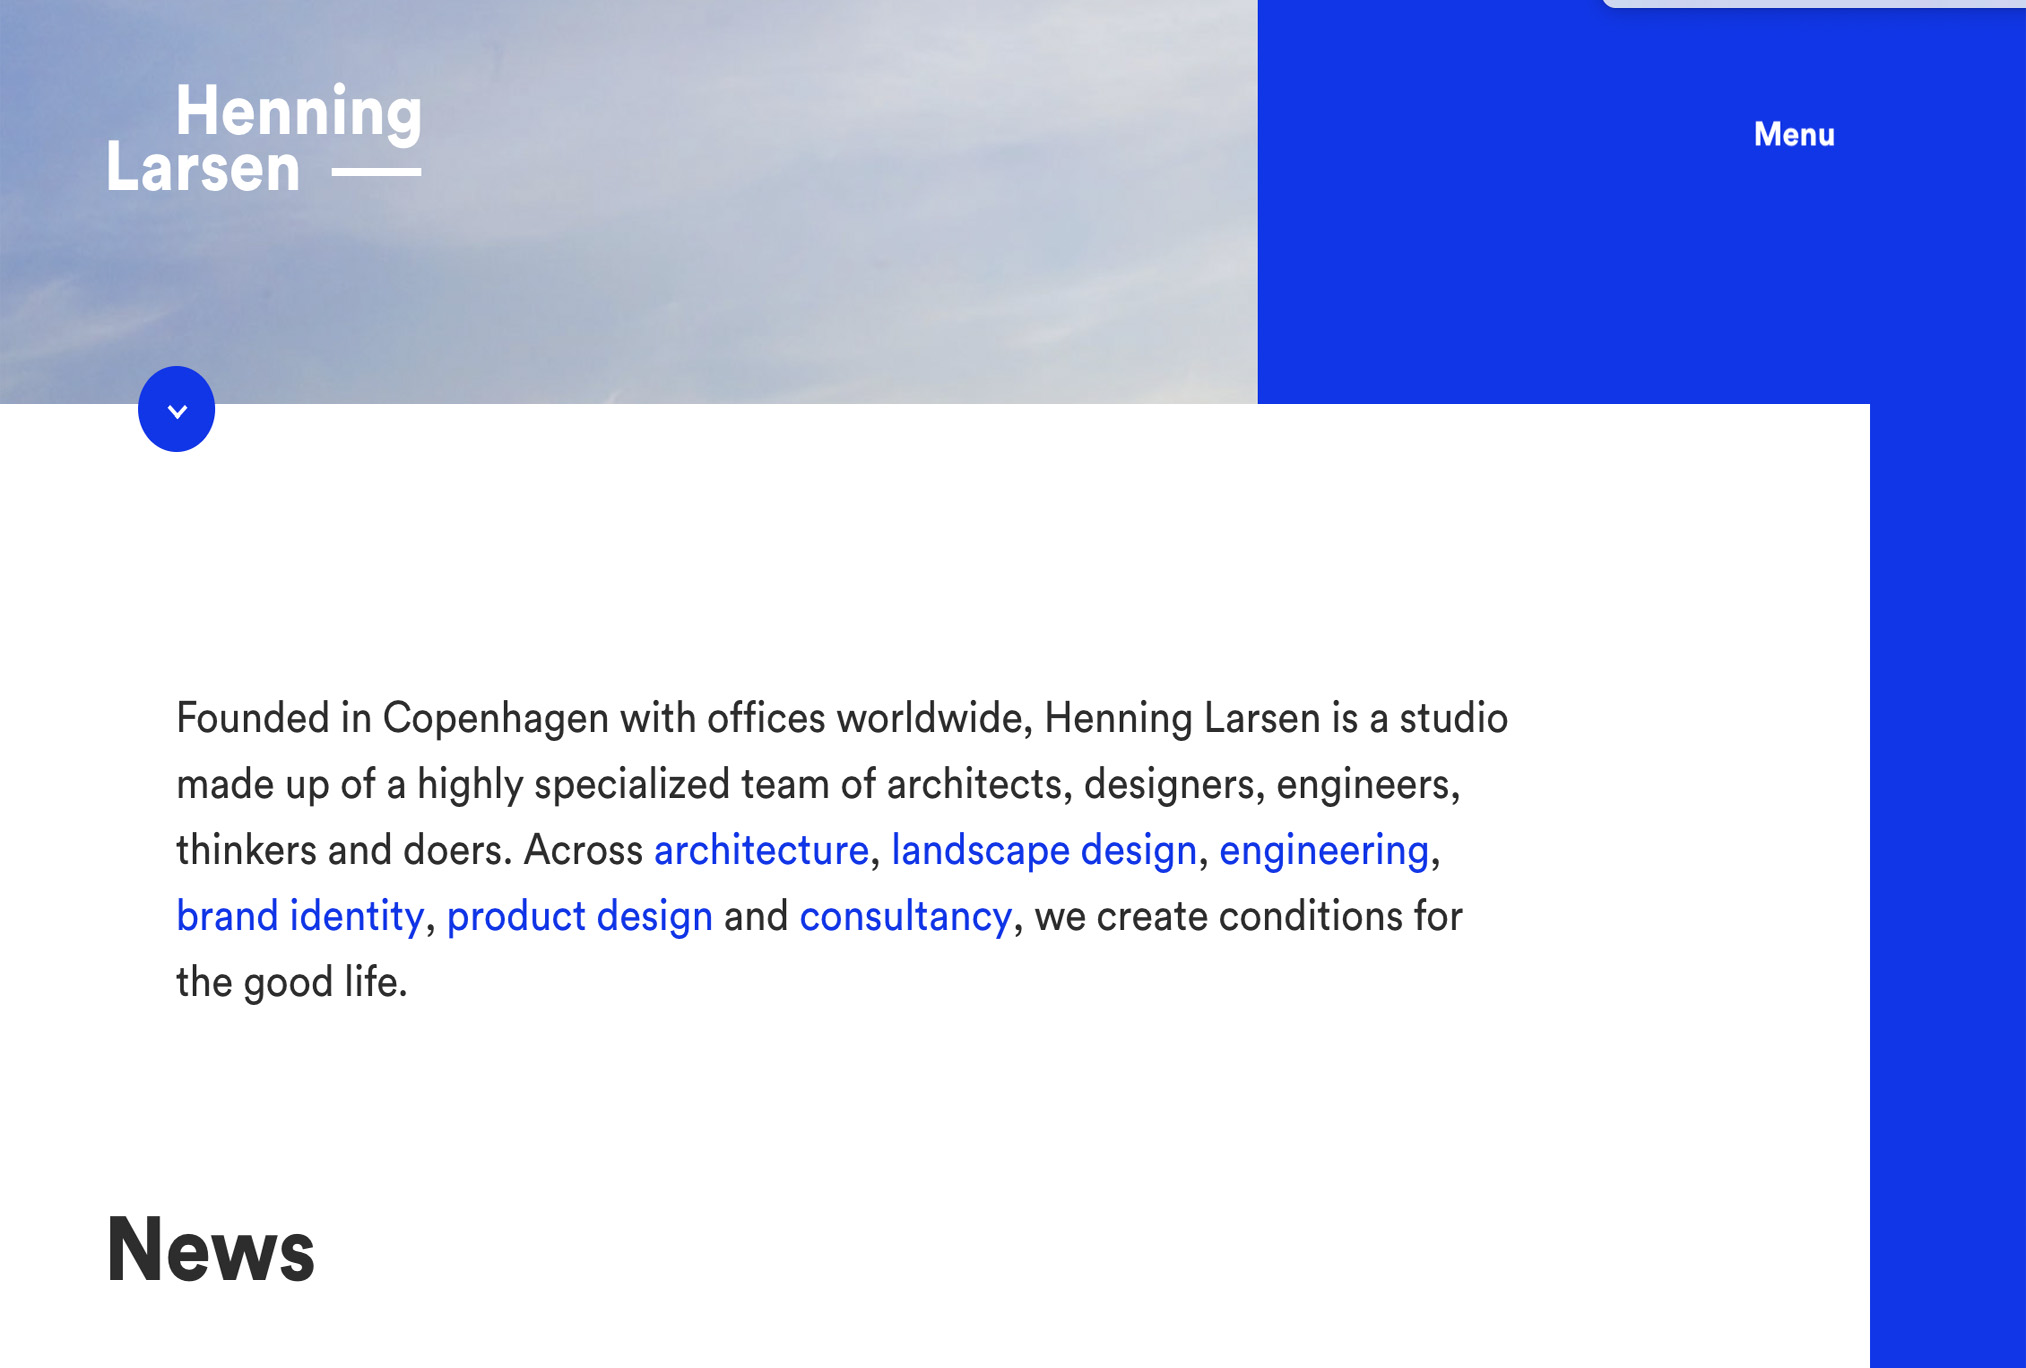 Henning
Larsen
Menu
Founded in Copenhagen with offices worldwide, Henning Larsen is a studio
made up of a highly specialized team of architects, designers, engineers,
thinkers and doers. Across architecture, landscape design, engineering,
brand identity, product design and consultancy, we create conditions for
the good life.
News